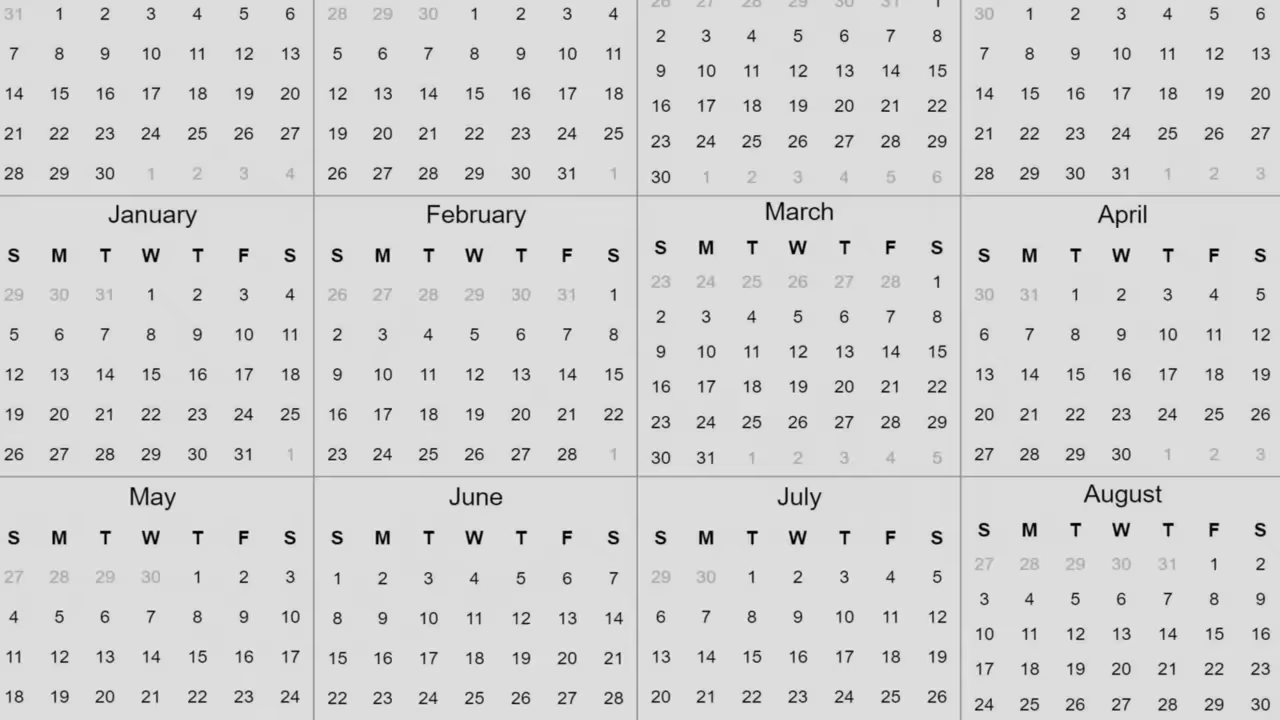 31 1 2 3 4 5 6
7 8 9 10 11 12 13
14 15 16 17 18 19 20
21 22 23 24 25 26 27
28 29 30 1 2 3 4
28 29 30 1 2 3 4
5 6 7 8 9 10 11
12 13 14 15 16 17 18
19 20 21 22 23 24 25
26 27 28 29 30 31 1
26 27 28 29 30 31 1
2 3 4 5 6 7 8
9 10 11 12 13 14 15
16 17 18 19 20 21 22
23 24 25 26 27 28 29
30 1 2 3 4 5 6
30 1 2 3 4 5 6
7 8 9 10 11 12 13
14 15 16 17 18 19 20
21 22 23 24 25 26 27
28 29 30 31 1 2 3
January
S M T W T F S
29 30 31 1 2 3 4
5 6 7 8 9 10 11
12 13 14 15 16 17 18
19 20 21 22 23 24 25
26 27 28 29 30 31 1
February
S M T W T F S
26 27 28 29 30 31 1
2 3 4 5 6 7 8
9 10 11 12 13 14 15
16 17 18 19 20 21 22
23 24 25 26 27 28 1
March
S M T W T F S
23 24 25 26 27 28 1
2 3 4 5 6 7 8
9 10 11 12 13 14 15
16 17 18 19 20 21 22
23 24 25 26 27 28 29
30 31 1 2 3 4 5
April
S M T W T F S
30 31 1 2 3 4 5
6 7 8 9 10 11 12
13 14 15 16 17 18 19
20 21 22 23 24 25 26
27 28 29 30 1 2 3
May
S M T W T F S
27 28 29 30 1 2 3
4 5 6 7 8 9 10
11 12 13 14 15 16 17
18 19 20 21 22 23 24
June
S M T W T F S
1 2 3 4 5 6 7
8 9 10 11 12 13 14
15 16 17 18 19 20 21
22 23 24 25 26 27 28
July
S M T W T F S
29 30 1 2 3 4 5
6 7 8 9 10 11 12
13 14 15 16 17 18 19
20 21 22 23 24 25 26
August
S M T W T F S
27 28 29 30 31 1 2
3 4 5 6 7 8 9
10 11 12 13 14 15 16
17 18 19 20 21 22 23
24 25 26 27 28 29 30